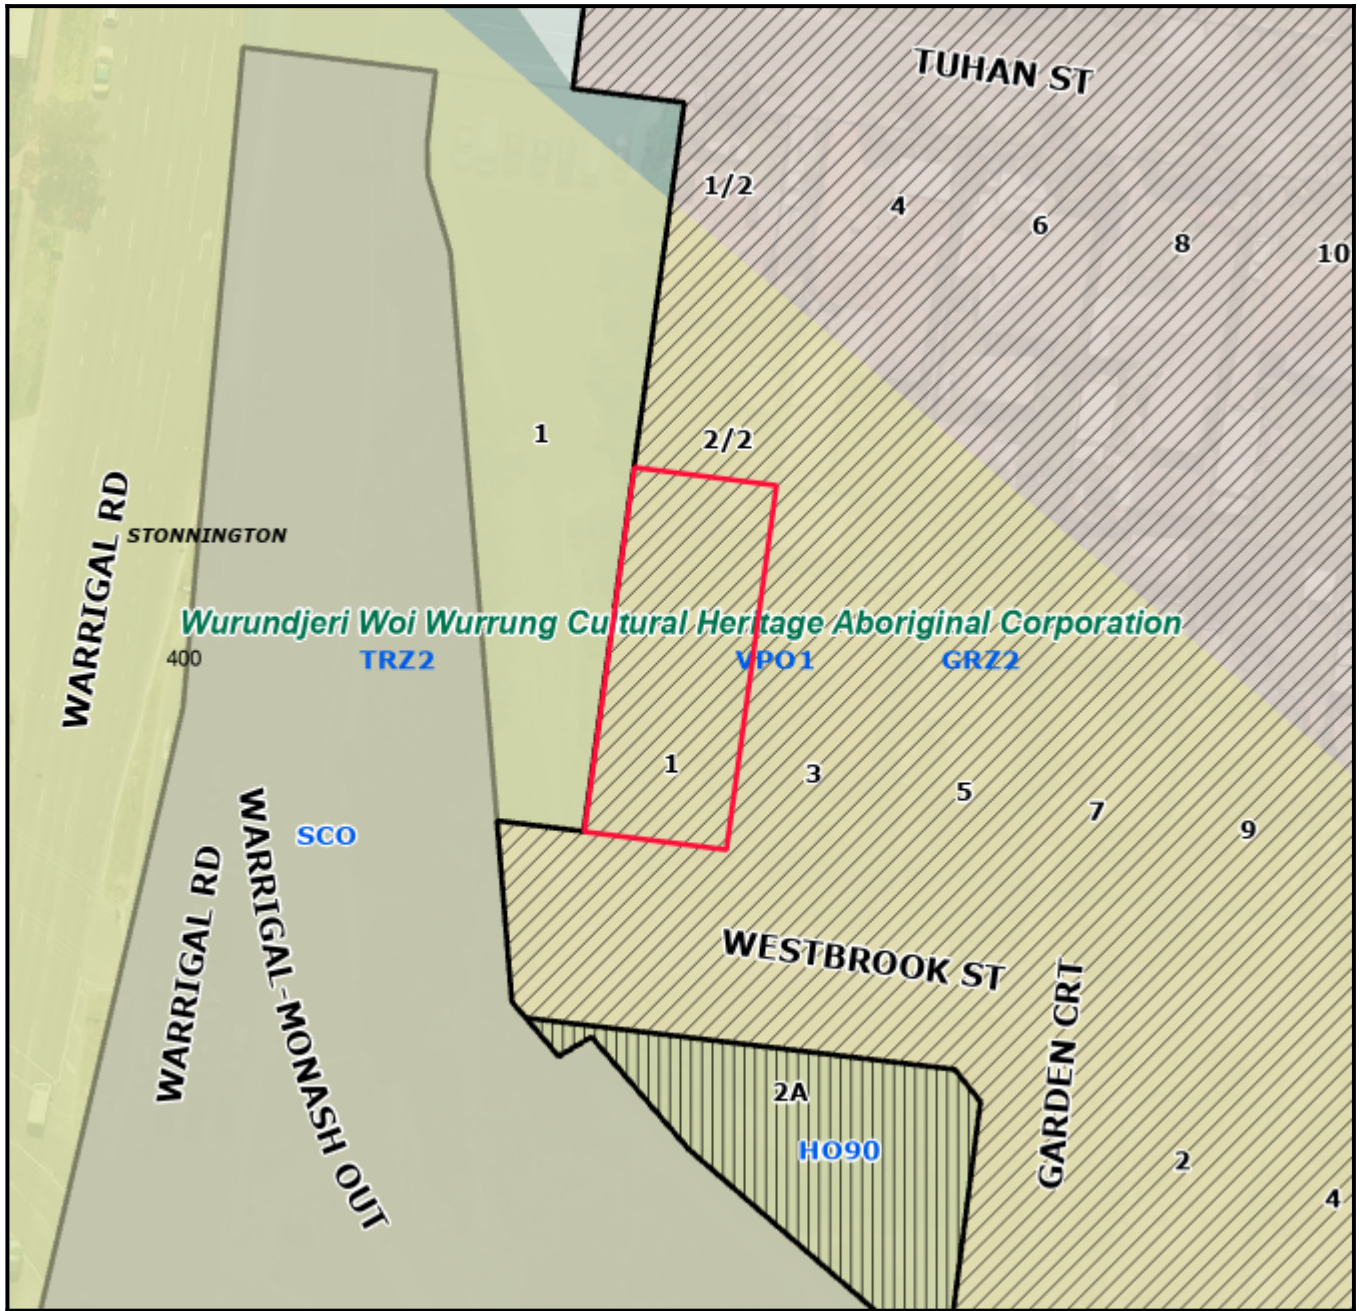 TUHAN ST
1/2
4
6
8
10
1
2/2
WARRIGAL RD
STONNINGTON
Wurundjeri Woi Wurrung Cultural Heritage Aboriginal Corporation
400
TRZ2
VPO1
GRZ2
1
3
5
7
9
SCO
WARRIGAL RD
WARRIGAL-MONASH OUT
WESTBROOK ST
GARDEN CRT
2A
HO90
2
4